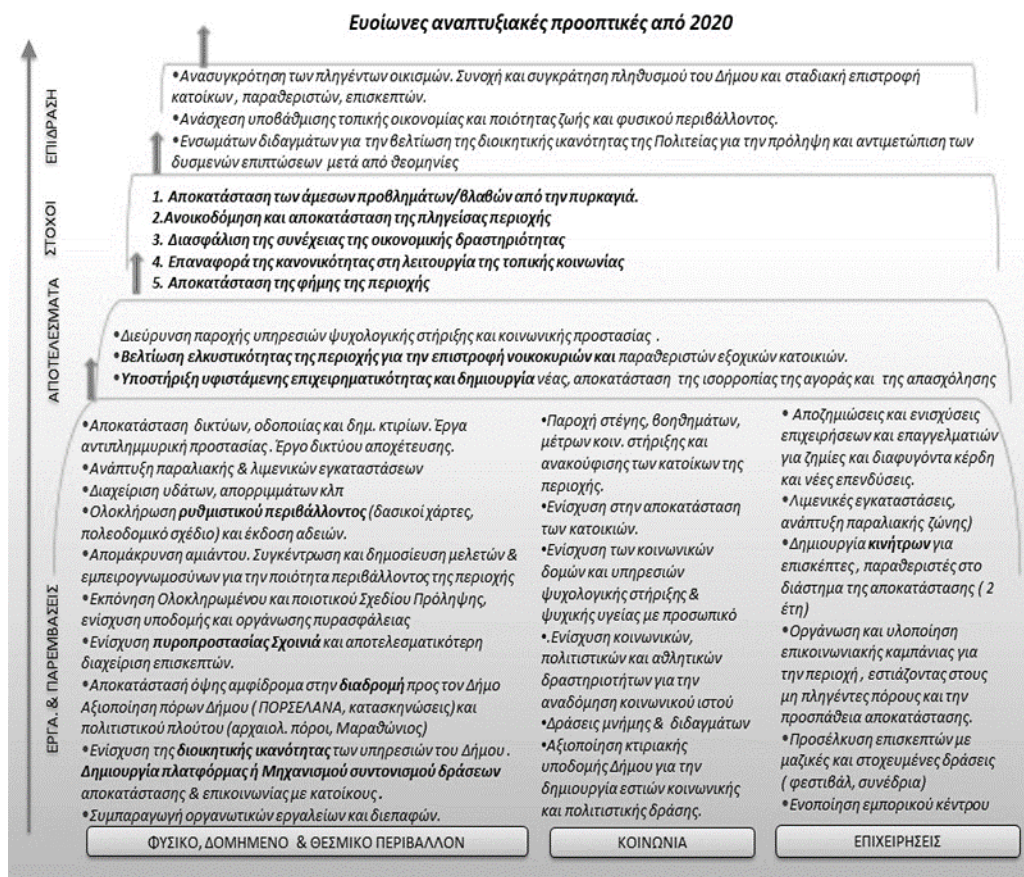 Ευοίωνες αναπτυξιακές προοπτικές από 2020
ΕΠΙΔΡΑΣΗ
•Ανασυγκρότηση των πληγέντων οικισμών. Συνοχή και συγκράτηση πληθυσμού του Δήμου και σταδιακή επιστροφή
κατοίκων , παραθεριστών, επισκεπτών.
•Ανάσχεση υποβάθμισης τοπικής οικονομίας και ποιότητας ζωής και φυσικού περιβάλλοντος.
•Ενσωμάτων διδαγμάτων για την βελτίωση της διοικητικής ικανότητας της Πολιτείας για την πρόληψη και αντιμετώπιση των
δυσμενών επιπτώσεων μετά από θεομηνίες
ΣΤΟΧΟΙ
1. Αποκατάσταση των άμεσων προβλημάτων/βλαβών από την πυρκαγιά.
2.Ανοικοδόμηση και αποκατάσταση της πληγείσας περιοχής
3. Διασφάλιση της συνέχειας της οικονομικής δραστηριότητας
4. Επαναφορά της κανονικότητας στη λειτουργία της τοπικής κοινωνίας
5. Αποκατάσταση της φήμης της περιοχής
ΑΠΟΤΕΛΕΣΜΑΤΑ
•Διεύρυνση παροχής υπηρεσιών ψυχολογικής στήριξης και κοινωνικής προστασίας .
•Βελτίωση ελκυστικότητας της περιοχής για την επιστροφή νοικοκυριών και παραθεριστών εξοχικών κατοικιών.
•Υποστήριξη υφιστάμενης επιχειρηματικότητας και δημιουργία νέας, αποκατάσταση της ισορροπίας της αγοράς και της απασχόλησης
ΕΡΓΑ. & ΠΑΡΕΜΒΑΣΕΙΣ
•Αποκατάσταση δικτύων, οδοποιίας και δημ. κτιρίων. Έργα
αντιπλημμυρική προστασίας . Έργο δικτύου αποχέτευσης.
•Ανάπτυξη παραλιακής & λιμενικών εγκαταστάσεων
•Διαχείριση υδάτων, απορριμμάτων κλπ
•Ολοκλήρωση ρυθμιστικού περιβάλλοντος (δασικοί χάρτες,
πολεοδομικό σχέδιο) και έκδοση αδειών.
•Απομάκρυνση αμιάντου. Συγκέντρωση και δημοσίευση μελετών &
εμπειρογνωμοσύνων για την ποιότητα περιβάλλοντος της περιοχής
•Εκπόνηση Ολοκληρωμένου και ποιοτικού Σχεδίου Πρόληψης,
ενίσχυση υποδομής και οργάνωσης πυρασφάλειας
•Ενίσχυση πυροπροστασίας Σχοινιά και αποτελεσματικότερη
διαχείριση επισκεπτών.
•Αποκατάστασή όψης αμφίδρομα στην διαδρομή προς τον Δήμο
Αξιοποίηση πόρων Δήμου ( ΠΟΡΣΕΛΑΝΑ, κατασκηνώσεις) και
πολιτιστικού πλούτου (αρχαιολ. πόροι, Μαραθώνιος)
•Ενίσχυση της διοικητικής ικανότητας των υπηρεσιών του Δήμου .
Δημιουργία πλατφόρμας ή Μηχανισμού συντονισμού δράσεων
αποκατάστασης & επικοινωνίας με κατοίκους .
•Συμπαραγωγή οργανωτικών εργαλείων και διεπαφών.
ΦΥΣΙΚΟ, ΔΟΜΗΜΕΝΟ & ΘΕΣΜΙΚΟ ΠΕΡΙΒΑΛΛΟΝ
•Παροχή στέγης, βοηθημάτων,
μέτρων κοιν. στήριξης και
ανακούφισης των κατοίκων της
περιοχής.
•Ενίσχυση στην αποκατάσταση
των κατοικιών.
•Ενίσχυση των κοινωνικών
δομών και υπηρεσιών
ψυχολογικής στήριξης &
ψυχικής υγείας με προσωπικό
•.Ενίσχυση κοινωνικών,
πολιτιστικών και αθλητικών
δραστηριοτήτων για την
αναδόμηση κοινωνικού ιστού
•Δράσεις μνήμης & διδαγμάτων
•Αξιοποίηση κτιριακής
υποδομής Δήμου για την
δημιουργία εστιών κοινωνικής
και πολιτιστικής δράσης.
ΚΟΙΝΩΝΙΑ
• Αποζημιώσεις και ενισχύσεις
επιχειρήσεων και επαγγελματιών
για ζημίες και διαφυγόντα κέρδη
και νέες επενδύσεις.
•Λιμενικές εγκαταστάσεις,
ανάπτυξη παραλιακής ζώνης)
•Δημιουργία κινήτρων για
επισκέπτες , παραθεριστές στο
διάστημα της αποκατάστασης ( 2
έτη)
•Οργάνωση και υλοποίηση
επικοινωνιακής καμπάνιας για
την περιοχή , εστιάζοντας στους
μη πληγέντες πόρους και την
προσπάθεια αποκατάστασης.
•Προσέλκυση επισκεπτών με
μαζικές και στοχευμένες δράσεις
( φεστιβάλ, συνέδρια)
•Ενοποίηση εμπορικού κέντρου
ΕΠΙΧΕΙΡΗΣΕΙΣ